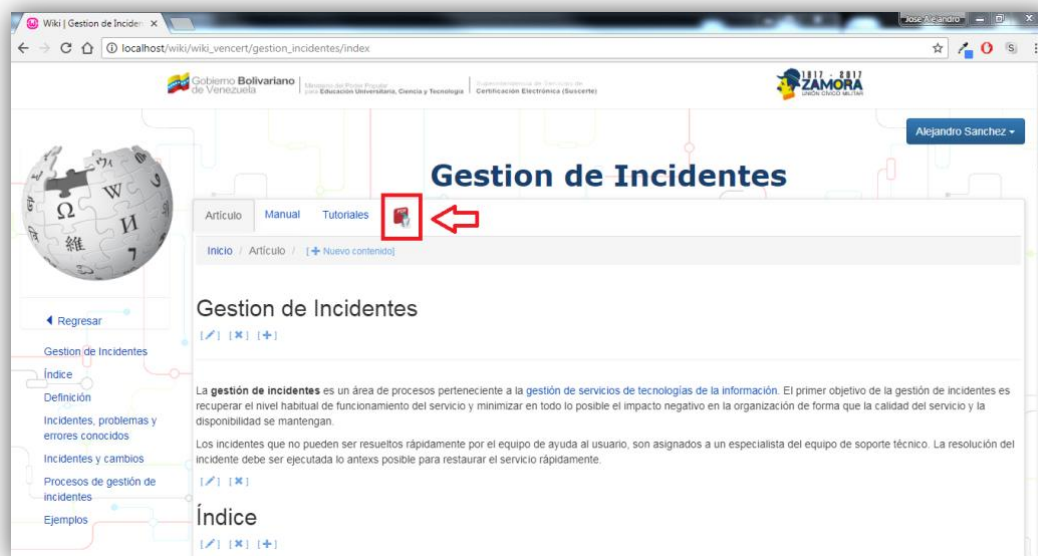 Wiki | Gestion de Inciden
Jose Alejandro
localhost/wiki/wiki_vencert/gestion_incidentes/index
Gobierno Bolivariano
de Venezuela
Ministerio del Poder Popular
para Educación Universitaria, Ciencia y Tecnología
Superintendencia de Servicios de
Certificación Electrónica (Suscerte)
1817 - 2017
ZAMORA
UNIÓN CÍVICO MILITAR
Alejandro Sanchez
Gestion de Incidentes
Artículo Manual Tutoriales
Inicio / Artículo / [+ Nuevo contenido]
Gestion de Incidentes
Regresar
Gestion de Incidentes
Índice
Definición
Incidentes, problemas y
errores conocidos
Incidentes y cambios
Procesos de gestión de
incidentes
Ejemplos
La gestión de incidentes es un área de procesos perteneciente a la gestión de servicios de tecnologías de la información. El primer objetivo de la gestión de incidentes es
recuperar el nivel habitual de funcionamiento del servicio y minimizar en todo lo posible el impacto negativo en la organización de forma que la calidad del servicio y la
disponibilidad se mantengan.
Los incidentes que no pueden ser resueltos rápidamente por el equipo de ayuda al usuario, son asignados a un especialista del equipo de soporte técnico. La resolución del
incidente debe ser ejecutada lo antexs posible para restaurar el servicio rápidamente.
Índice